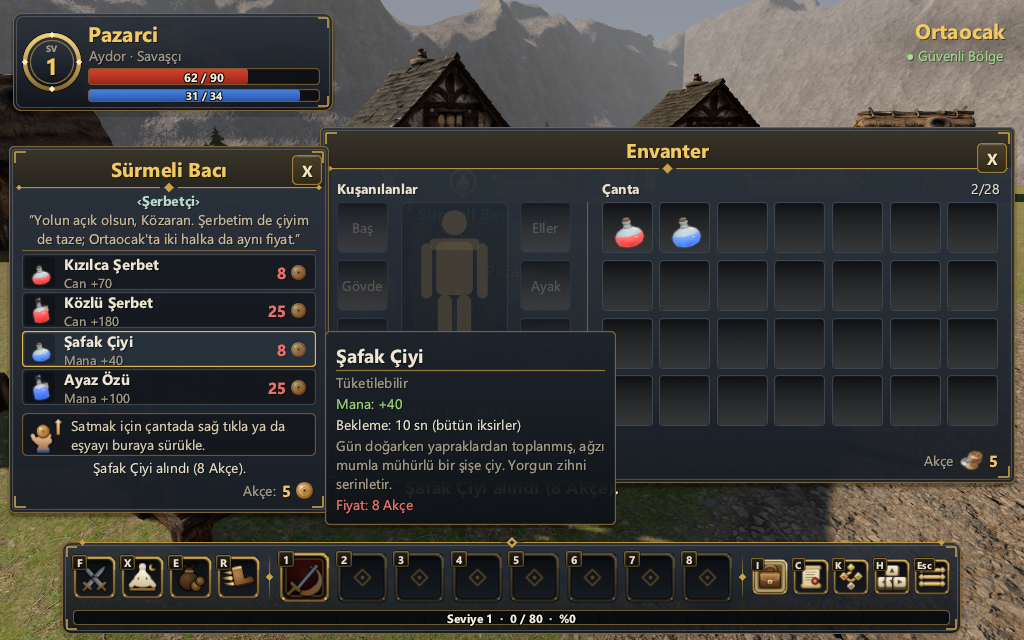 SV
1
Pazarci
Aydor · Savaşçı
62 / 90
31 / 34
Ortaocak
Güvenli Bölge
Sürmeli Bacı
X
‹Şerbetçi›
"Yolun açık olsun, Közaran. Şerbetim de çiyim
de taze; Ortaocak'ta iki halka da aynı fiyat."
Kızılca Şerbet
Can +70
8
Közlü Şerbet
Can +180
25
Şafak Çiyi
Mana +40
8
Ayaz Özü
Mana +100
25
Satmak için çantada sağ tıkla ya da
eşyayı buraya sürükle.
Şafak Çiyi alındı (8 Akçe).
Akçe: 5
Envanter
X
Kuşanılanlar
Çanta
2/28
Baş
Eller
Gövde
Ayak
Akçe 5
Şafak Çiyi
Tüketilebilir
Mana: +40
Bekleme: 10 sn (bütün iksirler)
Gün doğarken yapraklardan toplanmış, ağzı
mumla mühürlü bir şişe çiy. Yorgun zihni
serinletir.
Şafak Çiyi alındı (8 Akçe).
Fiyat: 8 Akçe
F X E R 1 2 3 4 5 6 7 8 I C K H Esc
Seviye 1 · 0 / 80 · %0